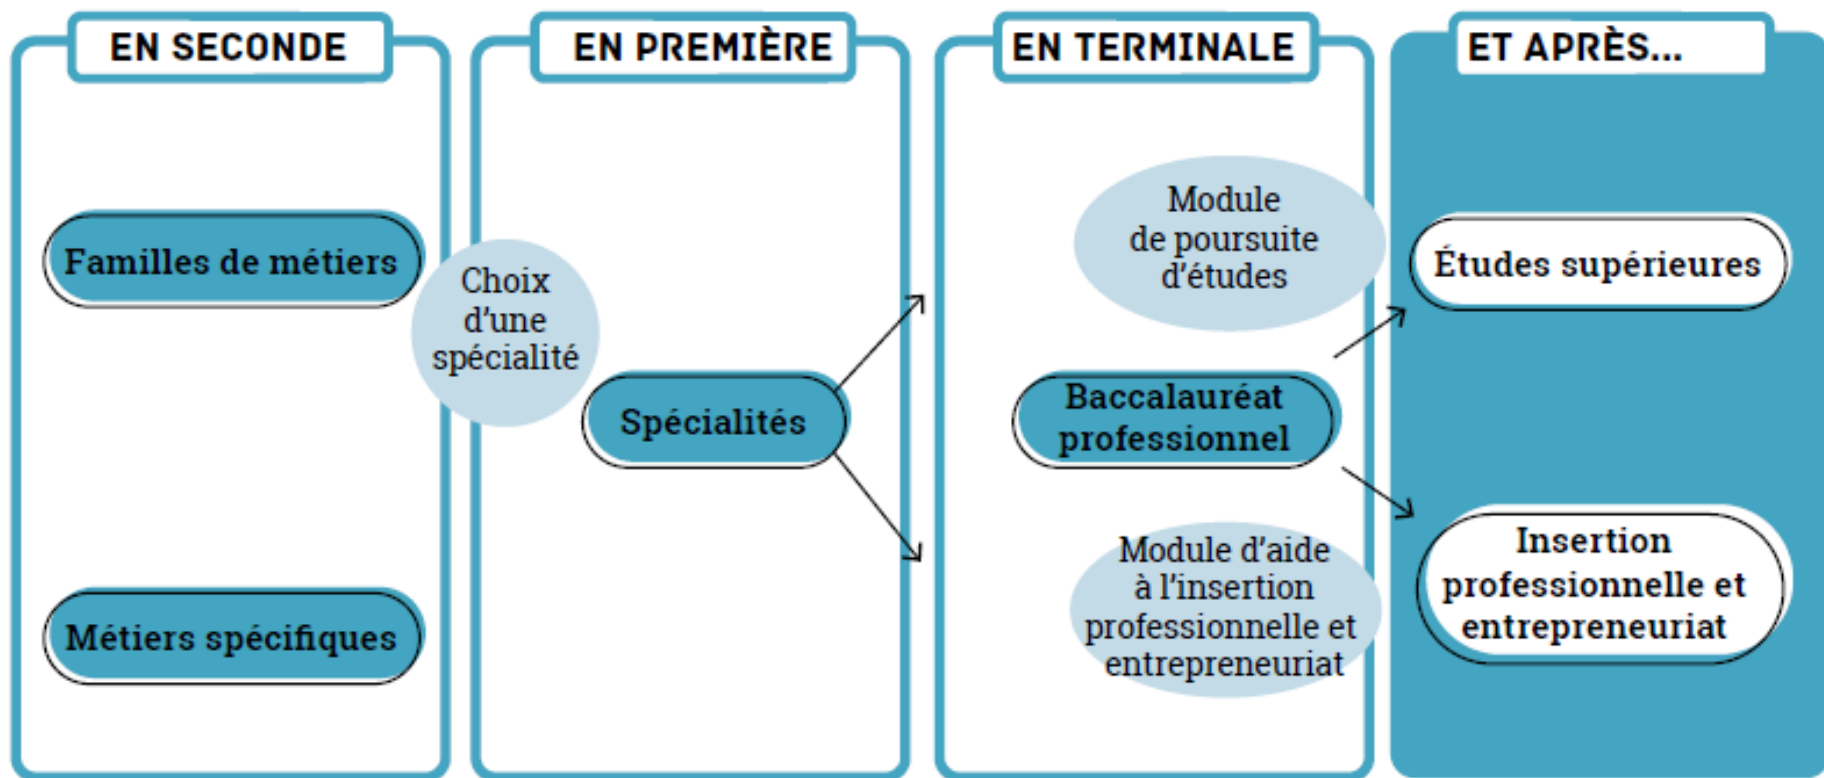 EN SECONDE
Familles de métiers
Métiers spécifiques
Choix
d'une
spécialité
EN PREMIÈRE
Spécialités
EN TERMINALE
Module
de poursuite
d'études
Baccalauréat
professionnel
Module d'aide
à l'insertion
professionnelle et
entrepreneuriat
ET APRÈS...
Études supérieures
Insertion
professionnelle et
entrepreneuriat